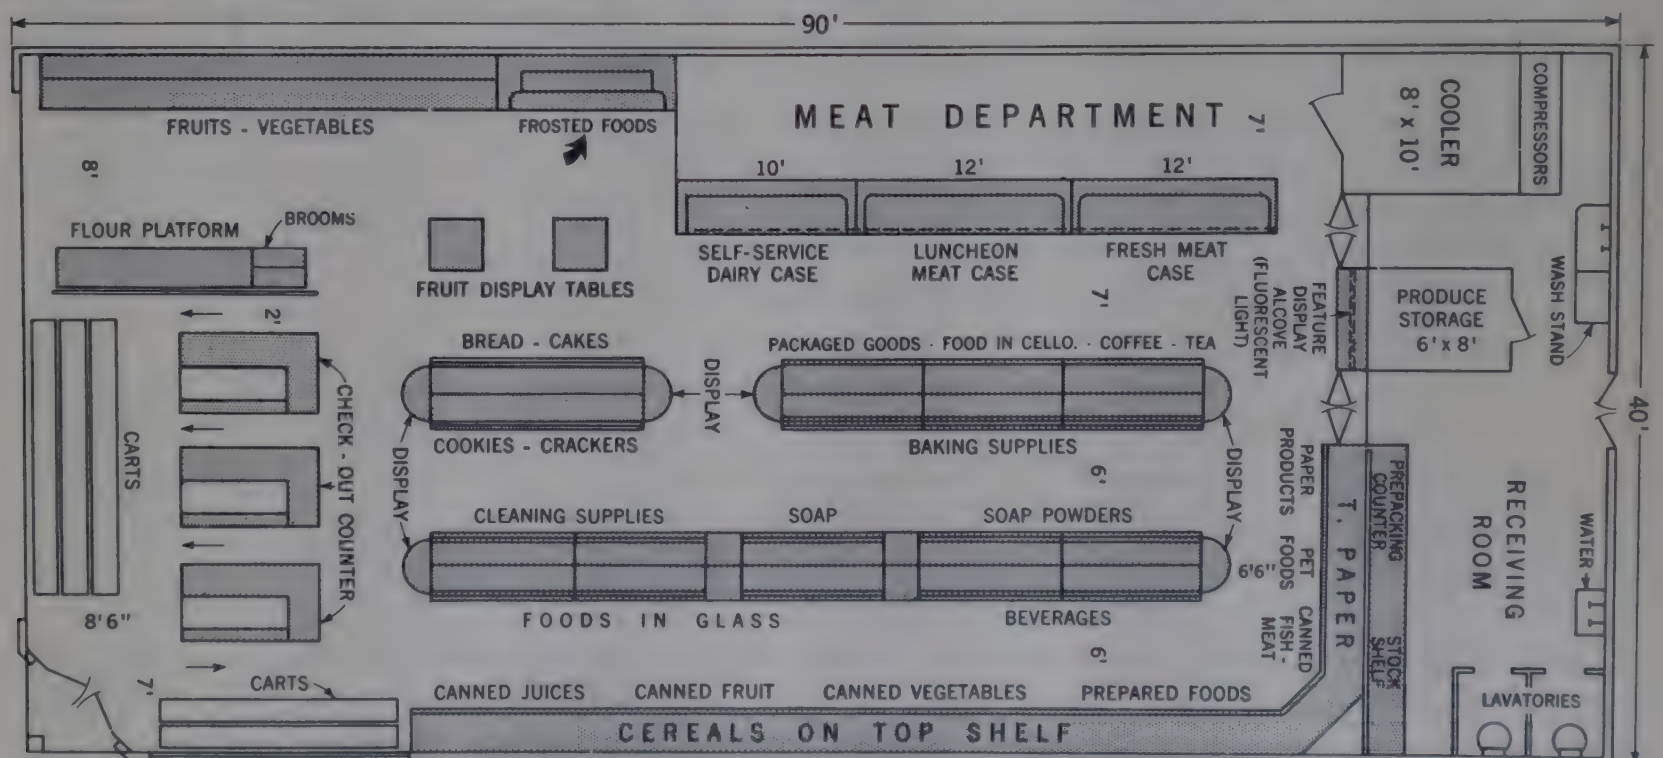 90'
FRUITS - VEGETABLES
FROSTED FOODS
MEAT DEPARTMENT
7'
COOLER
8' x 10'
COMPRESSORS
40'
8'
10'
12'
12'
FLOUR PLATFORM
BROOMS
FRUIT DISPLAY TABLES
SELF-SERVICE
DAIRY CASE
LUNCHEON
MEAT CASE
FRESH MEAT
CASE
FEATURE
DISPLAY
ALCOVE
(FLUORESCENT
LIGHT)
PRODUCE
STORAGE
6' x 8'
WASH STAND
2'
7'
BREAD - CAKES
PACKAGED GOODS · FOOD IN CELLO. · COFFEE - TEA
DISPLAY
CHECK-OUT COUNTER
CARTS
COOKIES - CRACKERS
BAKING SUPPLIES
DISPLAY
6'
DISPLAY
PAPER
PRODUCTS
T. PAPER
PREPACKING
COUNTER
RECEIVING
ROOM
WATER
CLEANING SUPPLIES
SOAP
SOAP POWDERS
6'6"
PET
FOODS
8'6"
FOODS IN GLASS
BEVERAGES
CANNED
FISH-
MEAT
STOCK
SHELF
6'
7'
CARTS
CANNED JUICES
CANNED FRUIT
CANNED VEGETABLES
PREPARED FOODS
LAVATORIES
CEREALS ON TOP SHELF